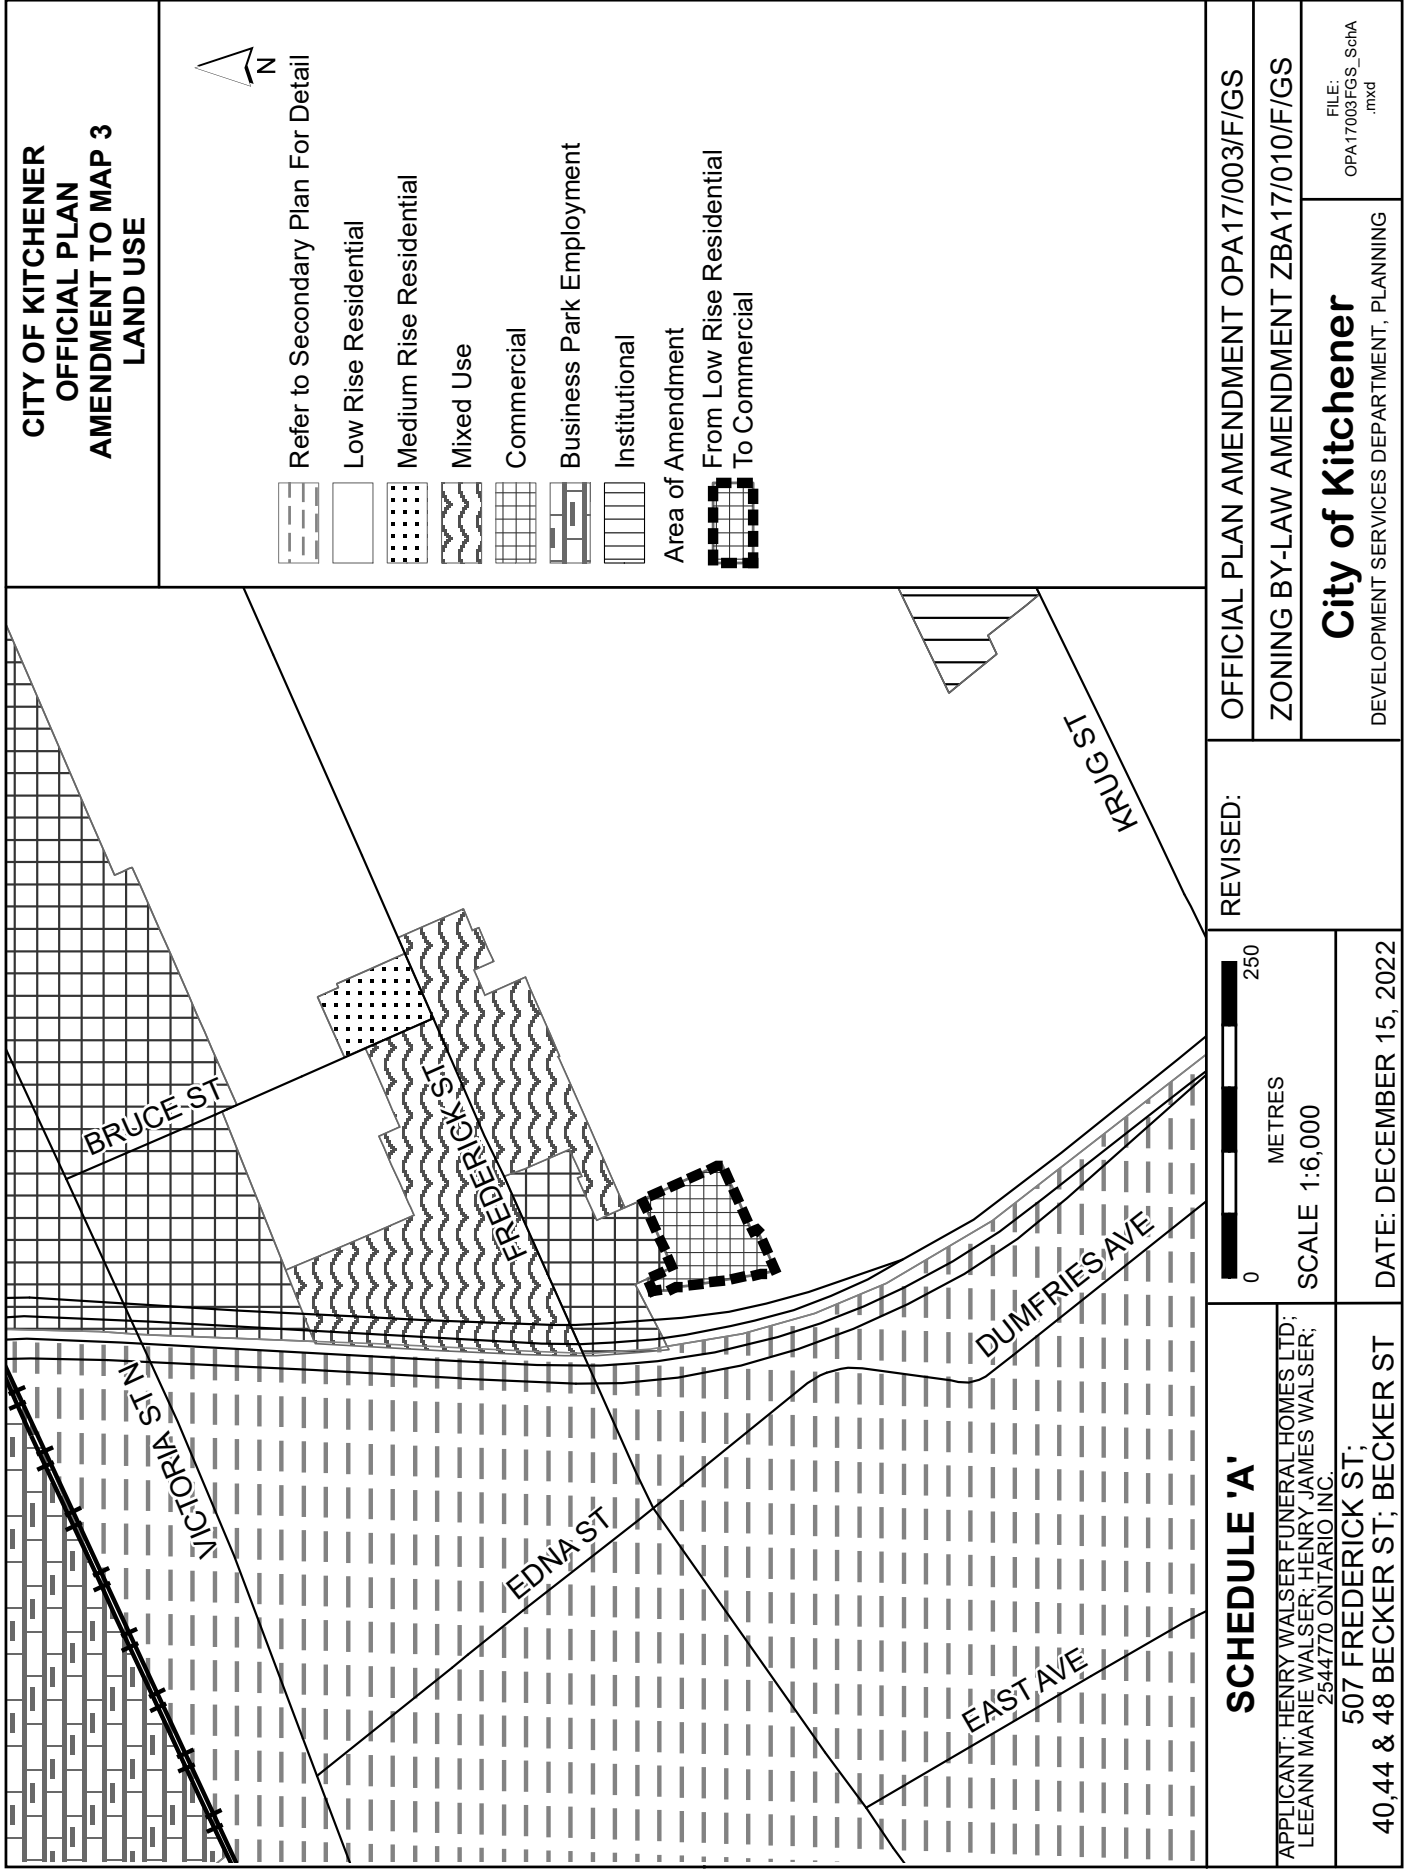 CITY OF KITCHENER
OFFICIAL PLAN
AMENDMENT TO MAP 3
LAND USE
N
Refer to Secondary Plan For Detail
Low Rise Residential
Medium Rise Residential
Mixed Use
Commercial
Business Park Employment
Institutional
Area of Amendment
From Low Rise Residential
To Commercial
VICTORIA ST N
BRUCE ST
FREDERICK ST
EDNA ST
EAST AVE
DUMFRIES AVE
KRUG ST
SCHEDULE 'A'
APPLICANT: HENRY WALSER FUNERAL HOMES LTD;
LEEANN MARIE WALSER; HENRY JAMES WALSER;
2544770 ONTARIO INC.
507 FREDERICK ST;
40,44 & 48 BECKER ST; BECKER ST
0
250
METRES
SCALE 1:6,000
DATE: DECEMBER 15, 2022
REVISED:
OFFICIAL PLAN AMENDMENT OPA17/003/F/GS
ZONING BY-LAW AMENDMENT ZBA17/010/F/GS
City of Kitchener
DEVELOPMENT SERVICES DEPARTMENT, PLANNING
FILE:
OPA17003FGS_SchA
.mxd